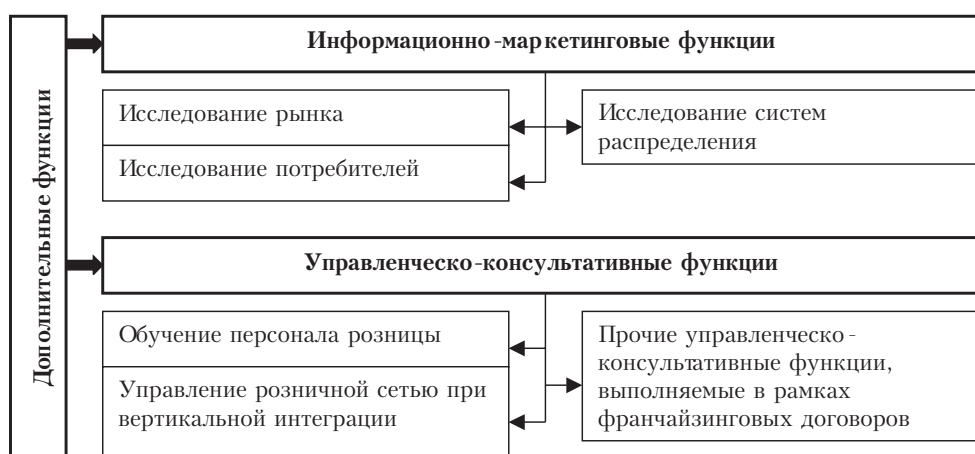 Дополнительные функции
Информационно-маркетинговые функции
Исследование рынка
Исследование потребителей
Исследование систем
распределения
Управленческо-консультативные функции
Обучение персонала розницы
Управление розничной сетью при
вертикальной интеграции
Прочие управленческо-
консультативные функции,
выполняемые в рамках
франчайзинговых договоров